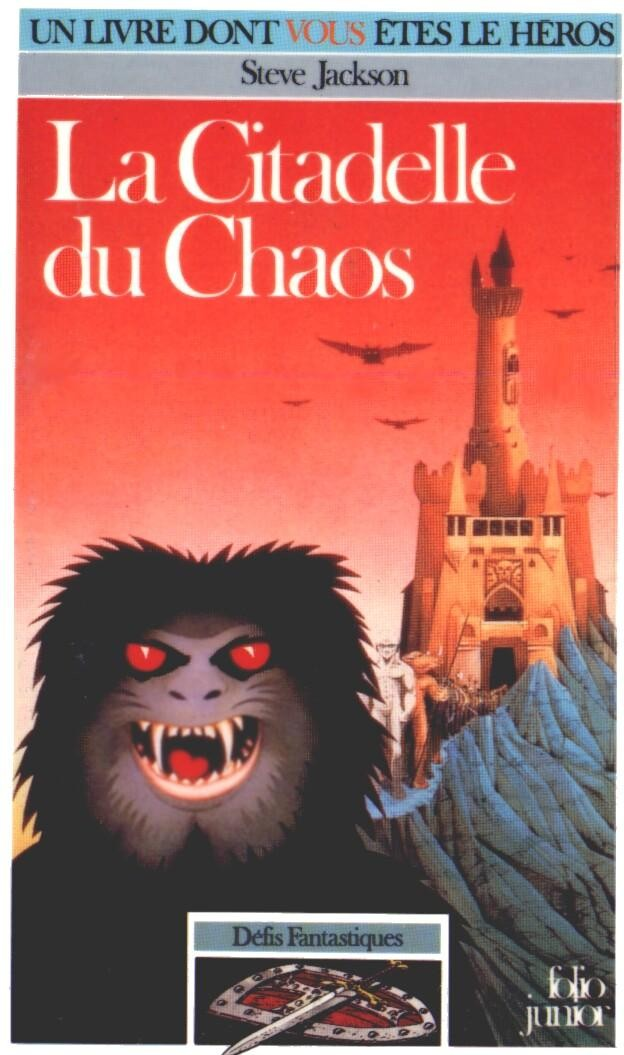 UN LIVRE DONT VOUS ÊTES LE HÉROS
Steve Jackson
La Citadelle
du Chaos
Défis Fantastiques
folio
junior